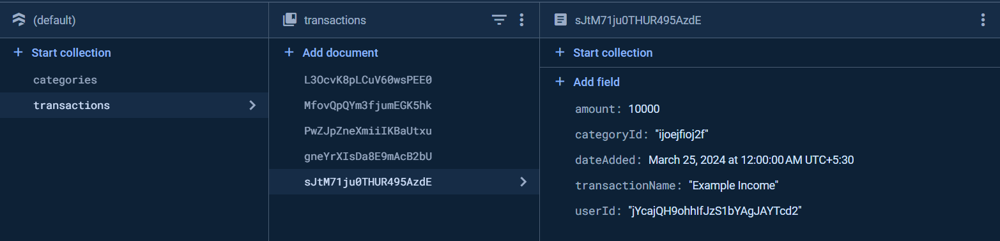 (default)
Start collection
categories
transactions
transactions
Add document
L3OcvK8pLCuV60wsPEE0
MfovQpQYm3fjumEGK5hk
PwZJpZneXmiiIKBaUtxu
gneYrXIsDa8E9mAcB2bU
sJtM71ju0THUR495AzdE
sJtM71ju0THUR495AzdE
Start collection
Add field
amount: 10000
categoryId: "ijoejfioj2f"
dateAdded: March 25, 2024 at 12:00:00 AM UTC+5:30
transactionName: "Example Income"
userId: "jYcajQH9ohhIfJzS1bYAgJAYTcd2"